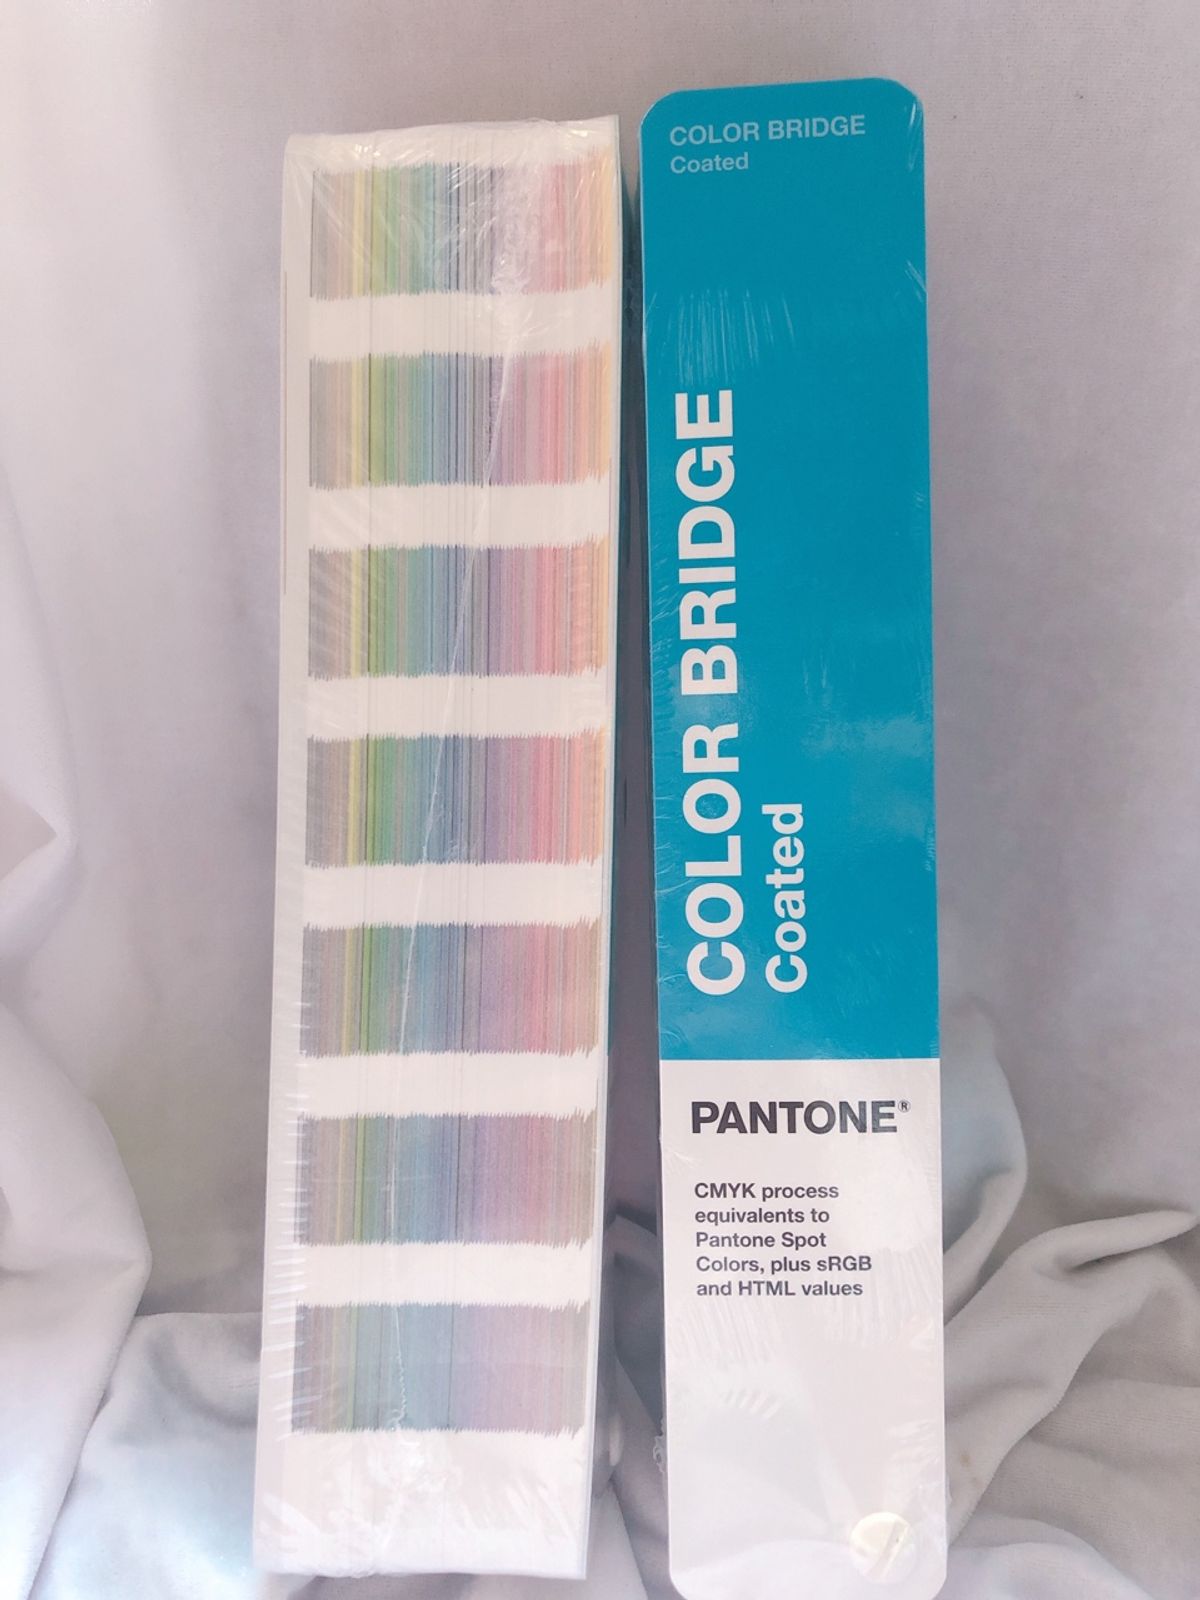 COLOR BRIDGE
Coated
COLOR BRIDGE
Coated
PANTONE®
CMYK process
equivalents to
Pantone Spot
Colors, plus sRGB
and HTML values